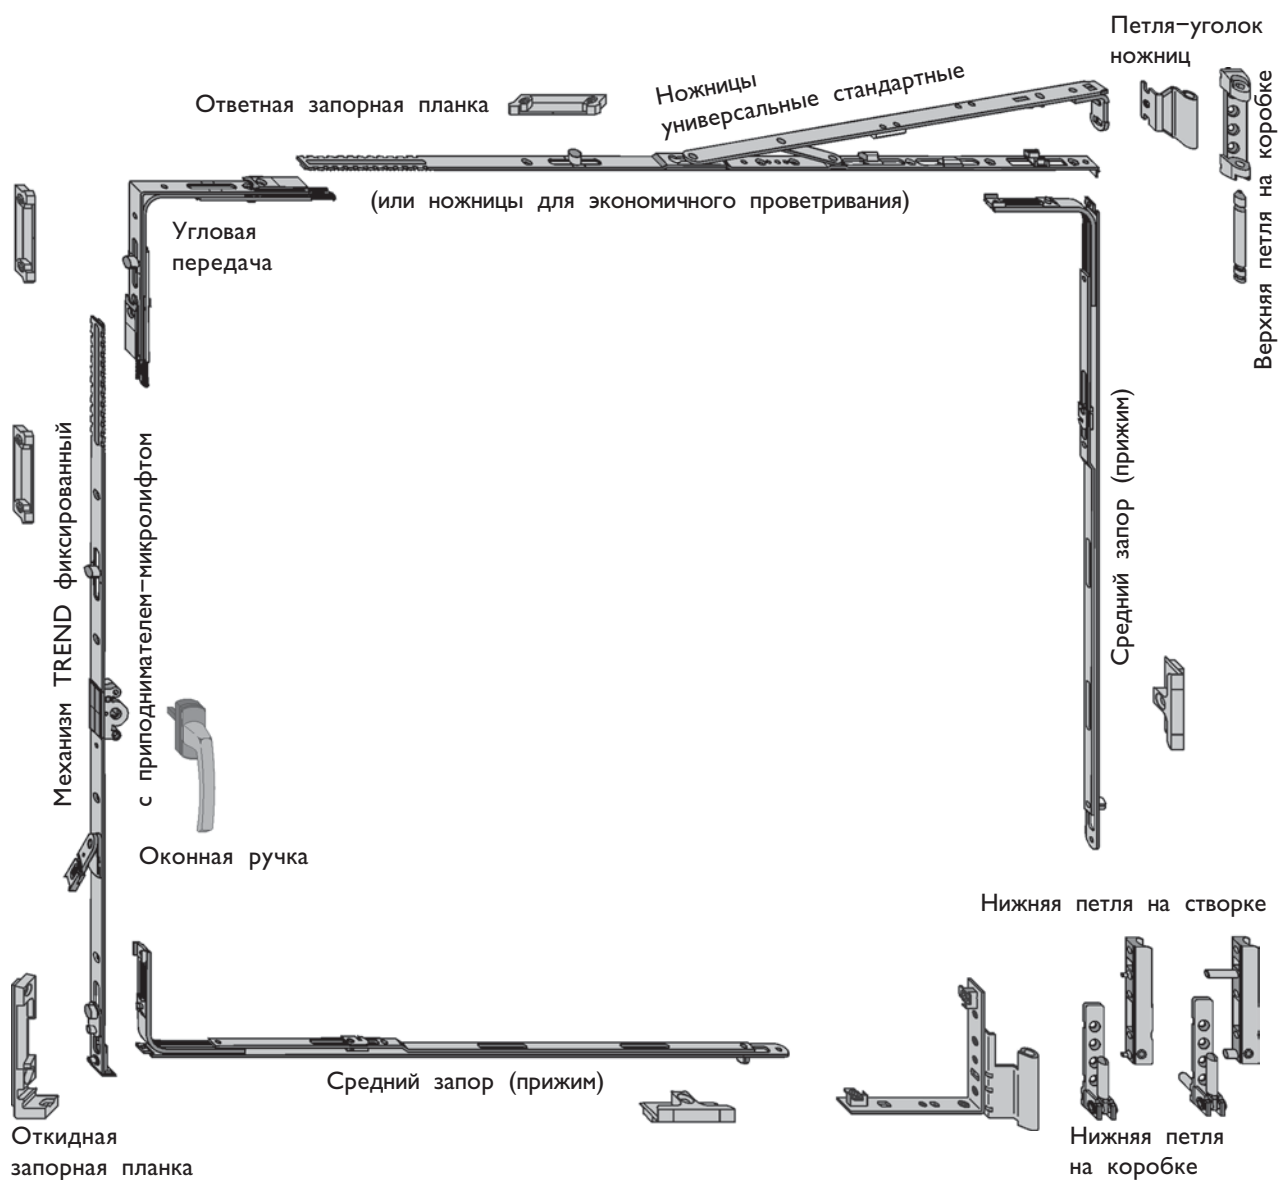 Петля-уголок
ножниц
Ответная запорная планка
Ножницы
универсальные стандартные
Верхняя петля на коробке
(или ножницы для экономичного проветривания)
Угловая
передача
Механизм TREND фиксированный
с приподнимателем-микролифтом
Средний запор (прижим)
Оконная ручка
Нижняя петля на створке
Средний запор (прижим)
Откидная
запорная планка
Нижняя петля
на коробке